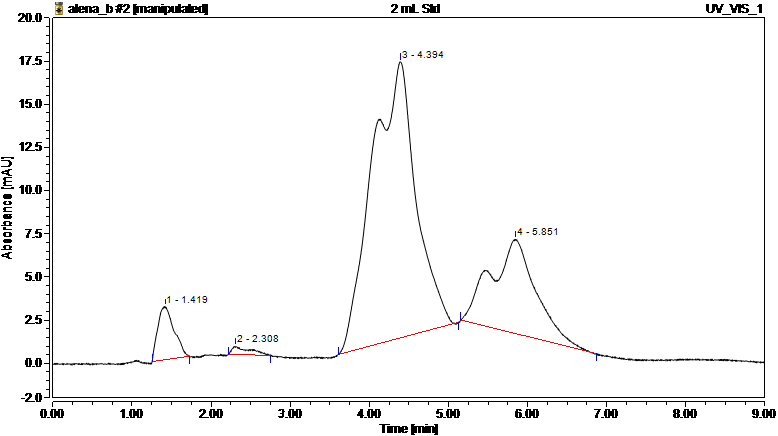 alena_b #2 [manipulated] 2 mL Std UV_VIS_1
20.0
17.5
15.0
12.5
10.0
7.5
5.0
2.5
0.0
-2.0
Absorbance [mAU]
1 - 1.419
2 - 2.308
3 - 4.394
4 - 5.851
0.00 1.00 2.00 3.00 4.00 5.00 6.00 7.00 8.00 9.00
Time [min]